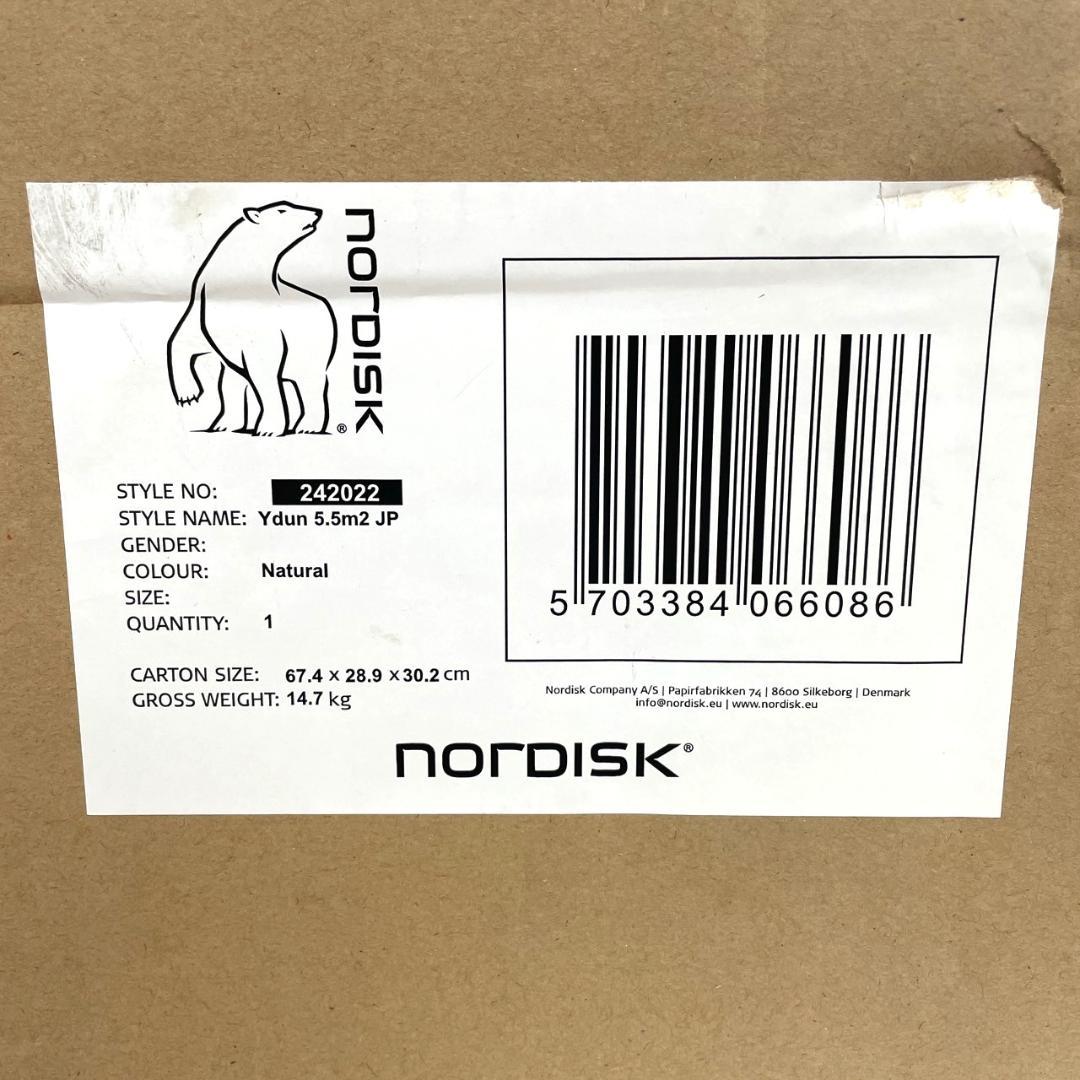 NORDISK®
STYLE NO: 242022
STYLE NAME: Ydun 5.5m2 JP
GENDER:
COLOUR: Natural
SIZE:
QUANTITY: 1
CARTON SIZE: 67.4 x 28.9 x 30.2 cm
GROSS WEIGHT: 14.7 kg
5 703384 066086
Nordisk Company A/S | Papirfabrikken 74 | 8600 Silkeborg | Denmark
info@nordisk.eu | www.nordisk.eu
NORDISK®